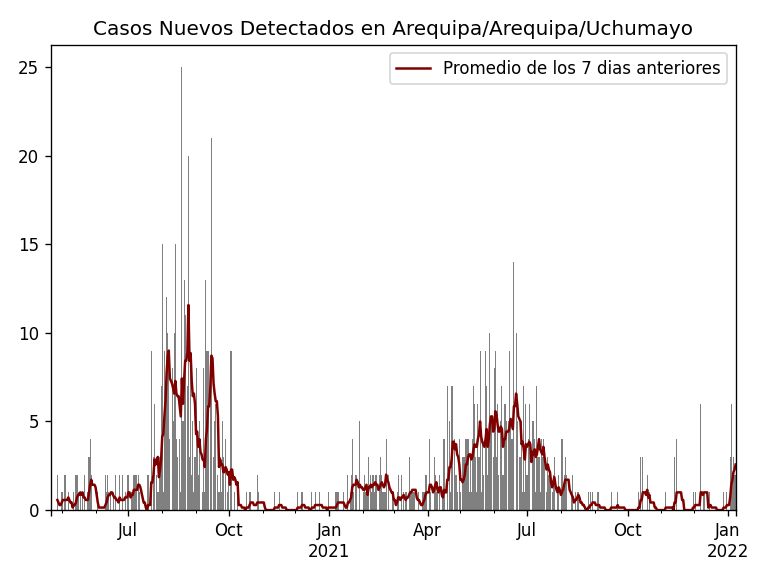 Casos Nuevos Detectados en Arequipa/Arequipa/Uchumayo
Promedio de los 7 dias anteriores
25
20
15
10
5
0
Jul Oct Jan Apr Jul Oct Jan
2021 2022